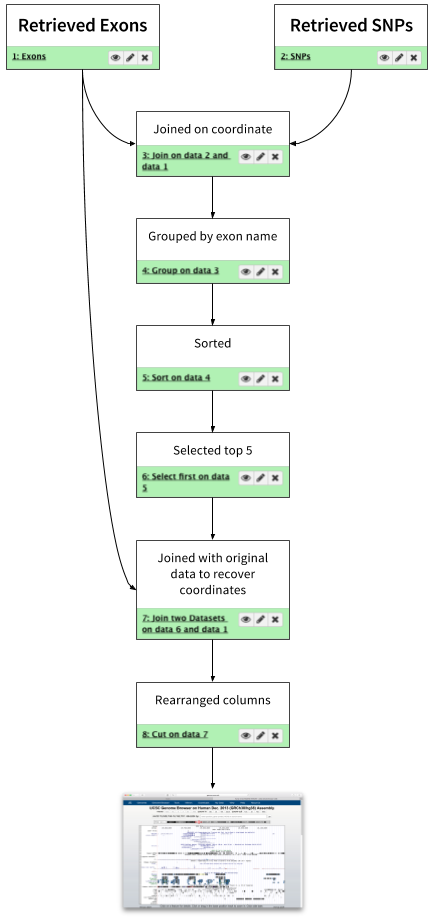 Retrieved Exons
1: Exons
Retrieved SNPs
2: SNPs
Joined on coordinate
3: Join on data 2 and
data 1
Grouped by exon name
4: Group on data 3
Sorted
5: Sort on data 4
Selected top 5
6: Select first on data
5
Joined with original
data to recover
coordinates
7: Join two Datasets
on data 6 and data 1
Rearranged columns
8: Cut on data 7
UCSC Genome Browser on Human Dec. 2013 (GRCh38/hg38) Assembly